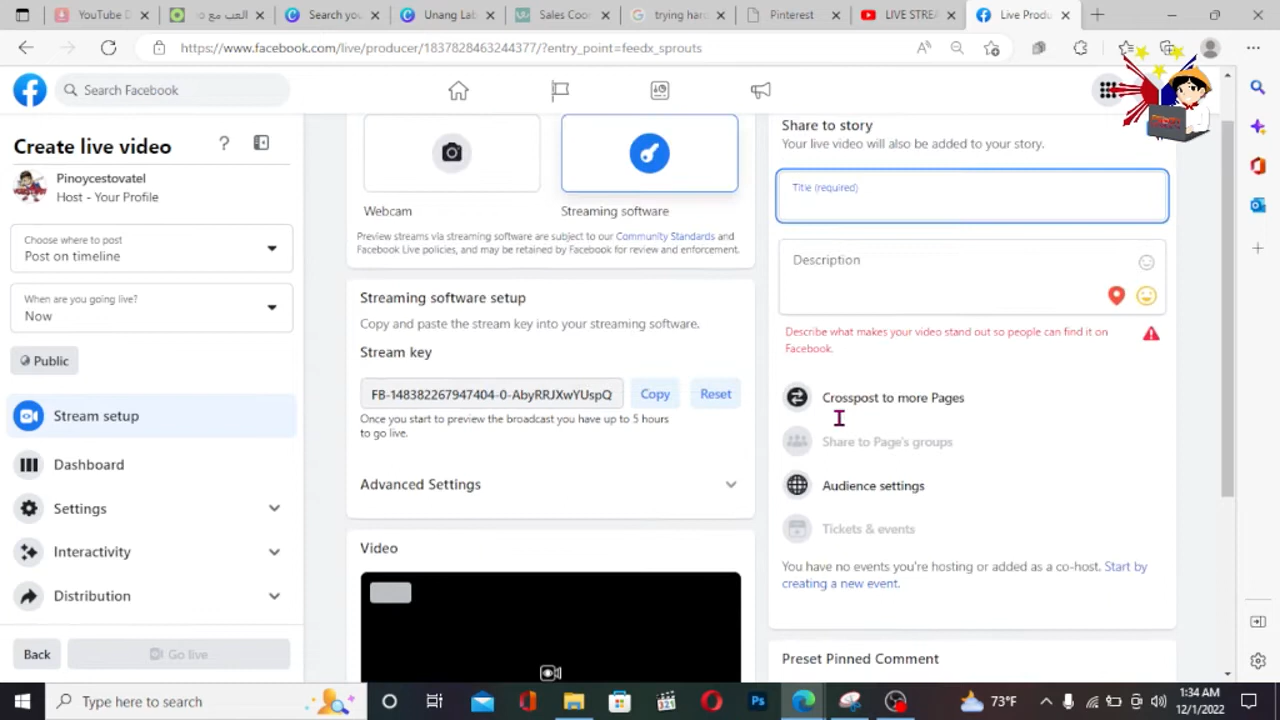 YouTube D
العب مع ص
Search you
Unang Lab
Sales Coor
trying hard
Pinterest
LIVE STREA
Live Produ
https://www.facebook.com/live/producer/1837828463244377/?entry_point=feedx_sprouts
Search Facebook
Create live video
Pinoycestovatel
Host - Your Profile
Choose where to post
Post on timeline
When are you going live?
Now
Public
Stream setup
Dashboard
Settings
Interactivity
Distribution
Back
Go live
Webcam
Streaming software
Preview streams via streaming software are subject to our Community Standards and
Facebook Live policies, and may be retained by Facebook for review and enforcement.
Streaming software setup
Copy and paste the stream key into your streaming software.
Stream key
FB-148382267947404-0-AbyRRJXwYUspQ
Copy
Reset
Once you start to preview the broadcast you have up to 5 hours
to go live.
Advanced Settings
Video
Share to story
Your live video will also be added to your story.
Title (required)
Description
Describe what makes your video stand out so people can find it on
Facebook.
Crosspost to more Pages
Share to Page's groups
Audience settings
Tickets & events
You have no events you're hosting or added as a co-host. Start by
creating a new event.
Preset Pinned Comment
Type here to search
73°F
1:34 AM
12/1/2022